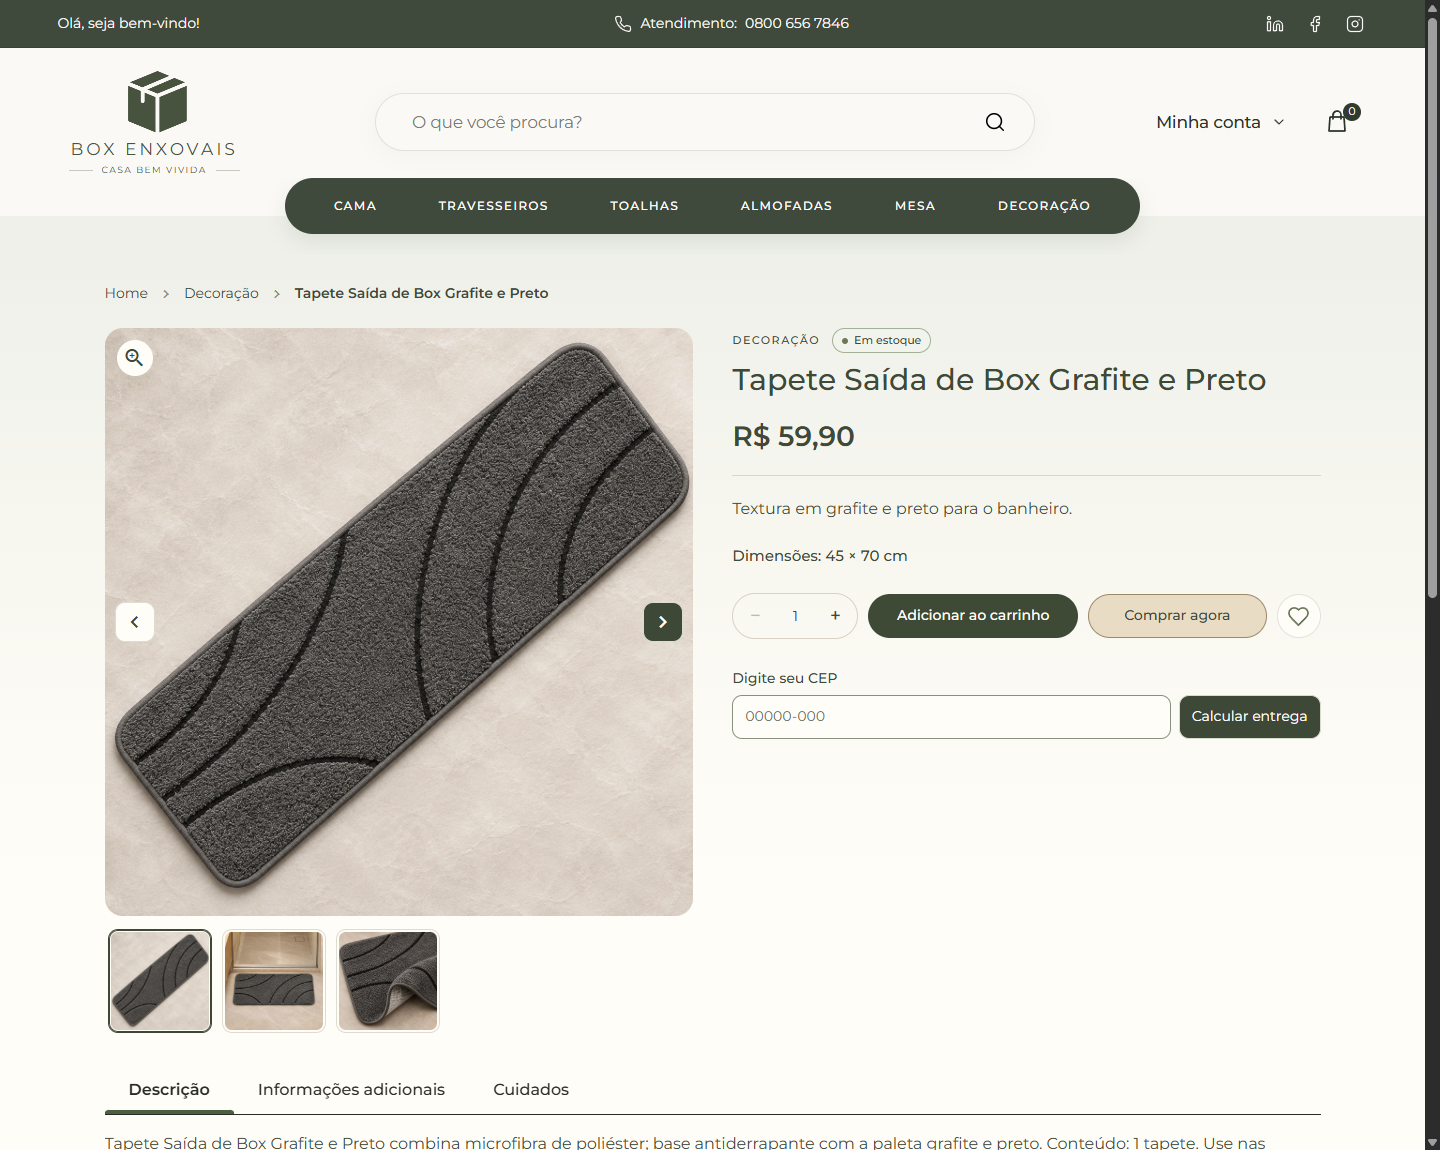 Olá, seja bem-vindo!
Atendimento: 0800 656 7846
BOX ENXOVAIS
CASA BEM VIVIDA
O que você procura?
Minha conta
0
CAMA
TRAVESSEIROS
TOALHAS
ALMOFADAS
MESA
DECORAÇÃO
Home
Decoração
Tapete Saída de Box Grafite e Preto
DECORAÇÃO
Em estoque
Tapete Saída de Box Grafite e Preto
R$ 59,90
Textura em grafite e preto para o banheiro.
Dimensões: 45 × 70 cm
− 1 +
Adicionar ao carrinho
Comprar agora
Digite seu CEP
00000-000
Calcular entrega
Descrição
Informações adicionais
Cuidados
Tapete Saída de Box Grafite e Preto combina microfibra de poliéster; base antiderrapante com a paleta grafite e preto. Conteúdo: 1 tapete. Use nas